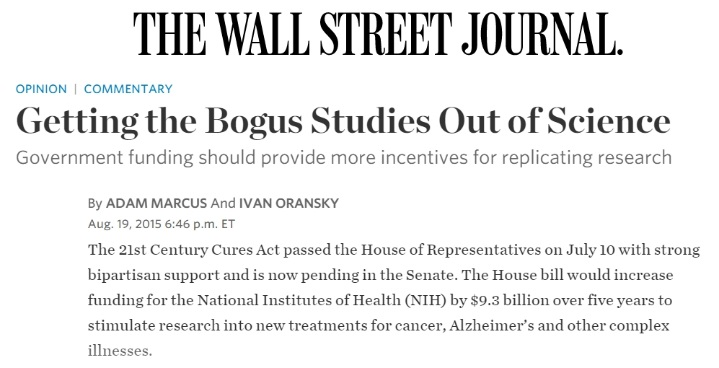 THE WALL STREET JOURNAL.
OPINION | COMMENTARY
Getting the Bogus Studies Out of Science
Government funding should provide more incentives for replicating research
By ADAM MARCUS And IVAN ORANSKY
Aug. 19, 2015 6:46 p.m. ET
The 21st Century Cures Act passed the House of Representatives on July 10 with strong
bipartisan support and is now pending in the Senate. The House bill would increase
funding for the National Institutes of Health (NIH) by $9.3 billion over five years to
stimulate research into new treatments for cancer, Alzheimer’s and other complex
illnesses.